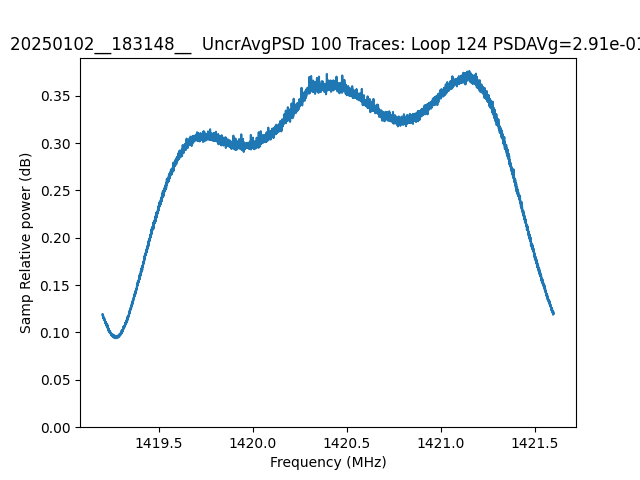 20250102__183148__ UncrAvgPSD 100 Traces: Loop 124 PSDAVg=2.91e-01
Samp Relative power (dB)
0.35
0.30
0.25
0.20
0.15
0.10
0.05
0.00
1419.5 1420.0 1420.5 1421.0 1421.5
Frequency (MHz)